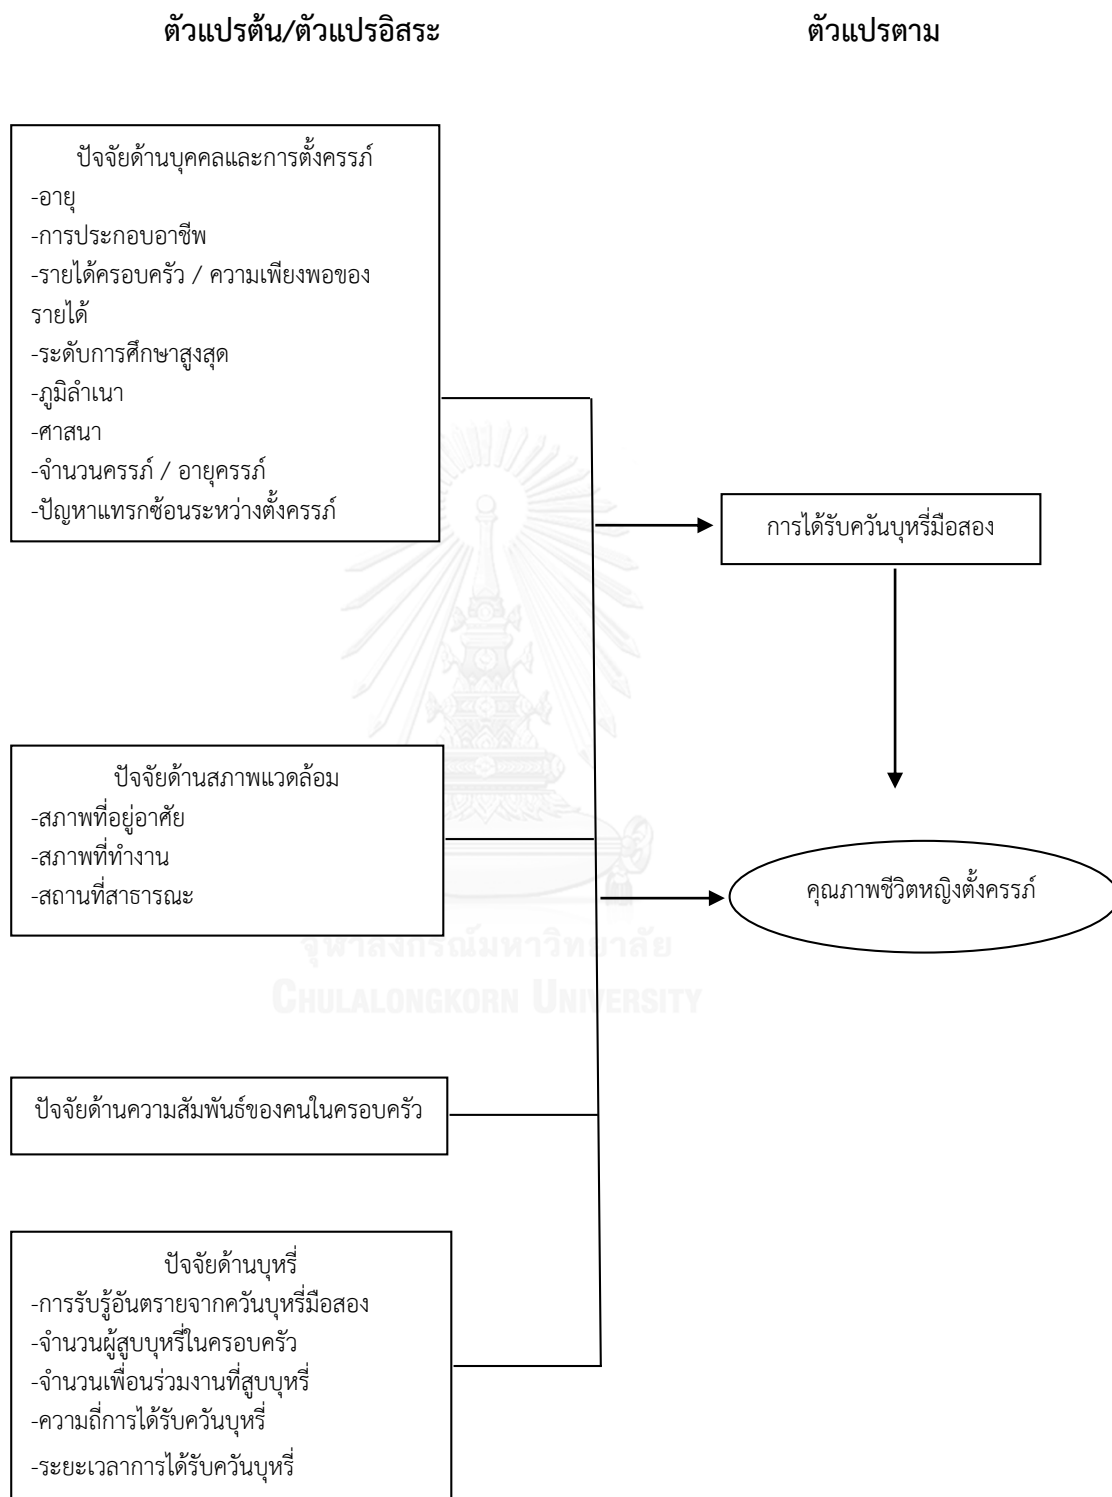 ตัวแปรต้น/ตัวแปรอิสระ
ตัวแปรตาม
ปัจจัยด้านบุคคลและการตั้งครรภ์
-อายุ
-การประกอบอาชีพ
-รายได้ครอบครัว / ความเพียงพอของ
รายได้
-ระดับการศึกษาสูงสุด
-ภูมิลำเนา
-ศาสนา
-จำนวนครรภ์ / อายุครรภ์
-ปัญหาแทรกซ้อนระหว่างตั้งครรภ์
การได้รับควันบุหรี่มือสอง
ปัจจัยด้านสภาพแวดล้อม
-สภาพที่อยู่อาศัย
-สภาพที่ทำงาน
-สถานที่สาธารณะ
คุณภาพชีวิตหญิงตั้งครรภ์
จุฬาลงกรณ์มหาวิทยาลัย
CHULALONGKORN UNIVERSITY
ปัจจัยด้านความสัมพันธ์ของคนในครอบครัว
ปัจจัยด้านบุหรี่
-การรับรู้อันตรายจากควันบุหรี่มือสอง
-จำนวนผู้สูบบุหรี่ในครอบครัว
-จำนวนเพื่อนร่วมงานที่สูบบุหรี่
-ความถี่การได้รับควันบุหรี่
-ระยะเวลาการได้รับควันบุหรี่